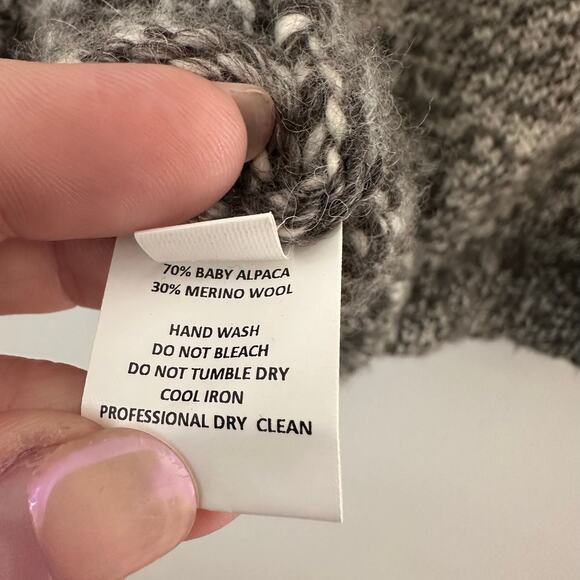 70% BABY ALPACA
30% MERINO WOOL
HAND WASH
DO NOT BLEACH
DO NOT TUMBLE DRY
COOL IRON
PROFESSIONAL DRY CLEAN